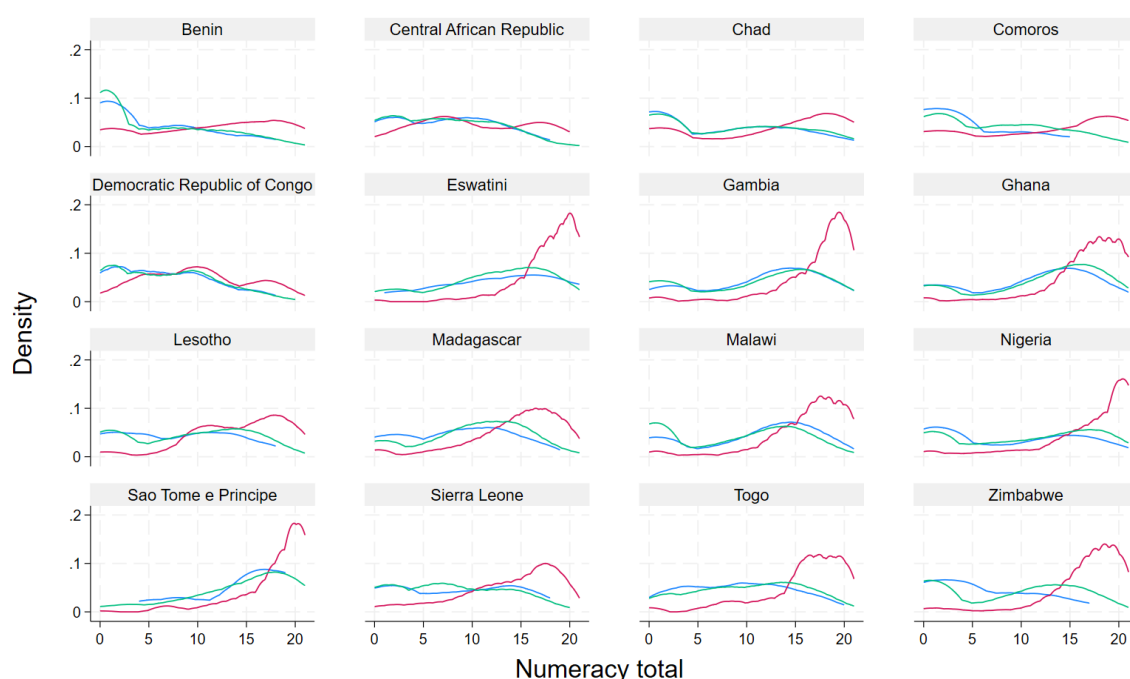 Benin
Central African Republic
Chad
Comoros
.2
.1
0
Democratic Republic of Congo
Eswatini
Gambia
Ghana
.2
.1
0
Density
Lesotho
Madagascar
Malawi
Nigeria
.2
.1
0
Sao Tome e Principe
Sierra Leone
Togo
Zimbabwe
.2
.1
0
0 5 10 15 20
0 5 10 15 20
0 5 10 15 20
0 5 10 15 20
Numeracy total